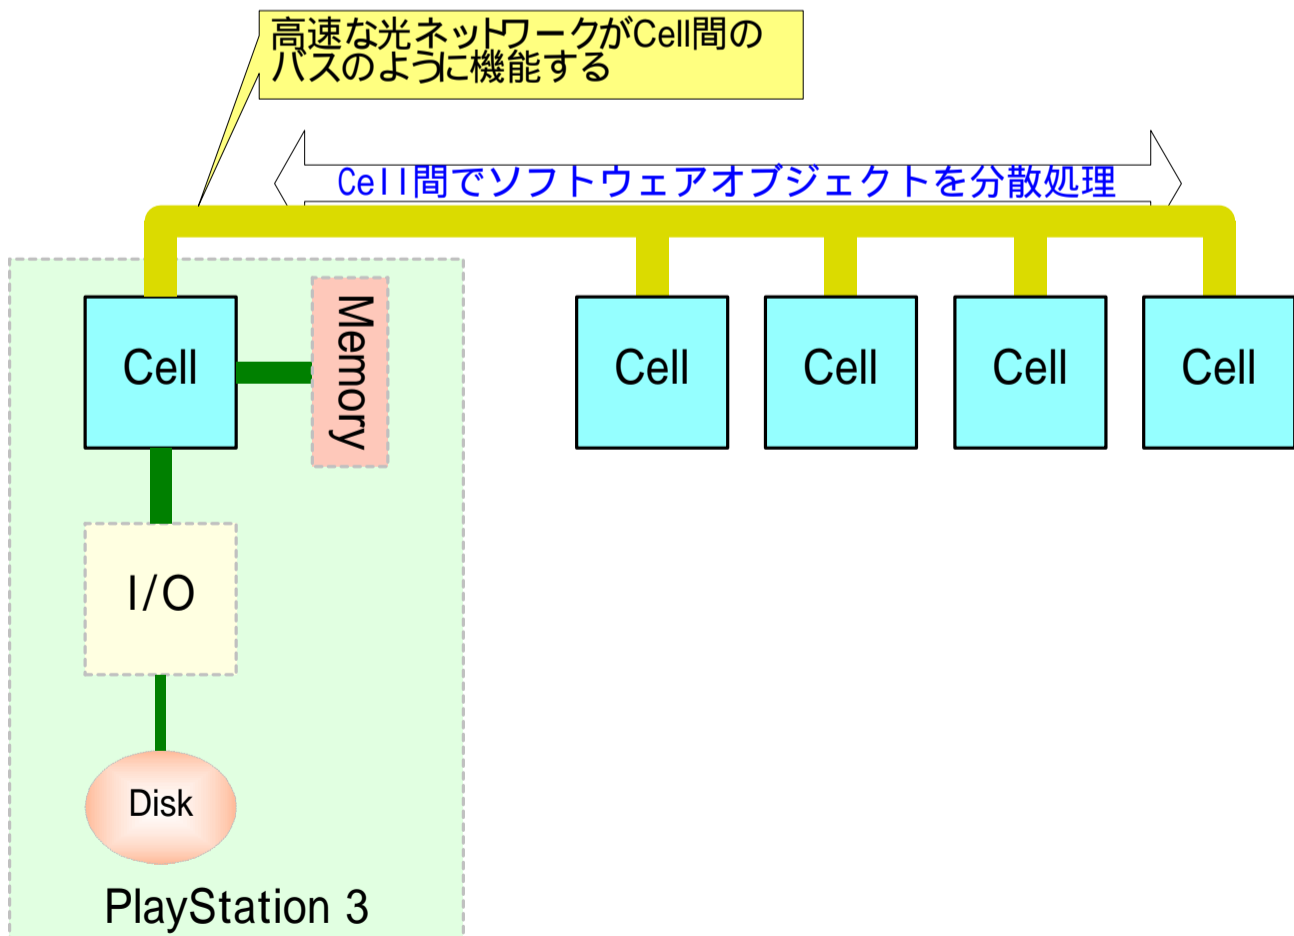 高速な光ネットワークがCell間の
バスのように機能する
Cell間でソフトウェアオブジェクトを分散処理
Cell
Memory
Cell
Cell
Cell
Cell
I/O
Disk
PlayStation 3